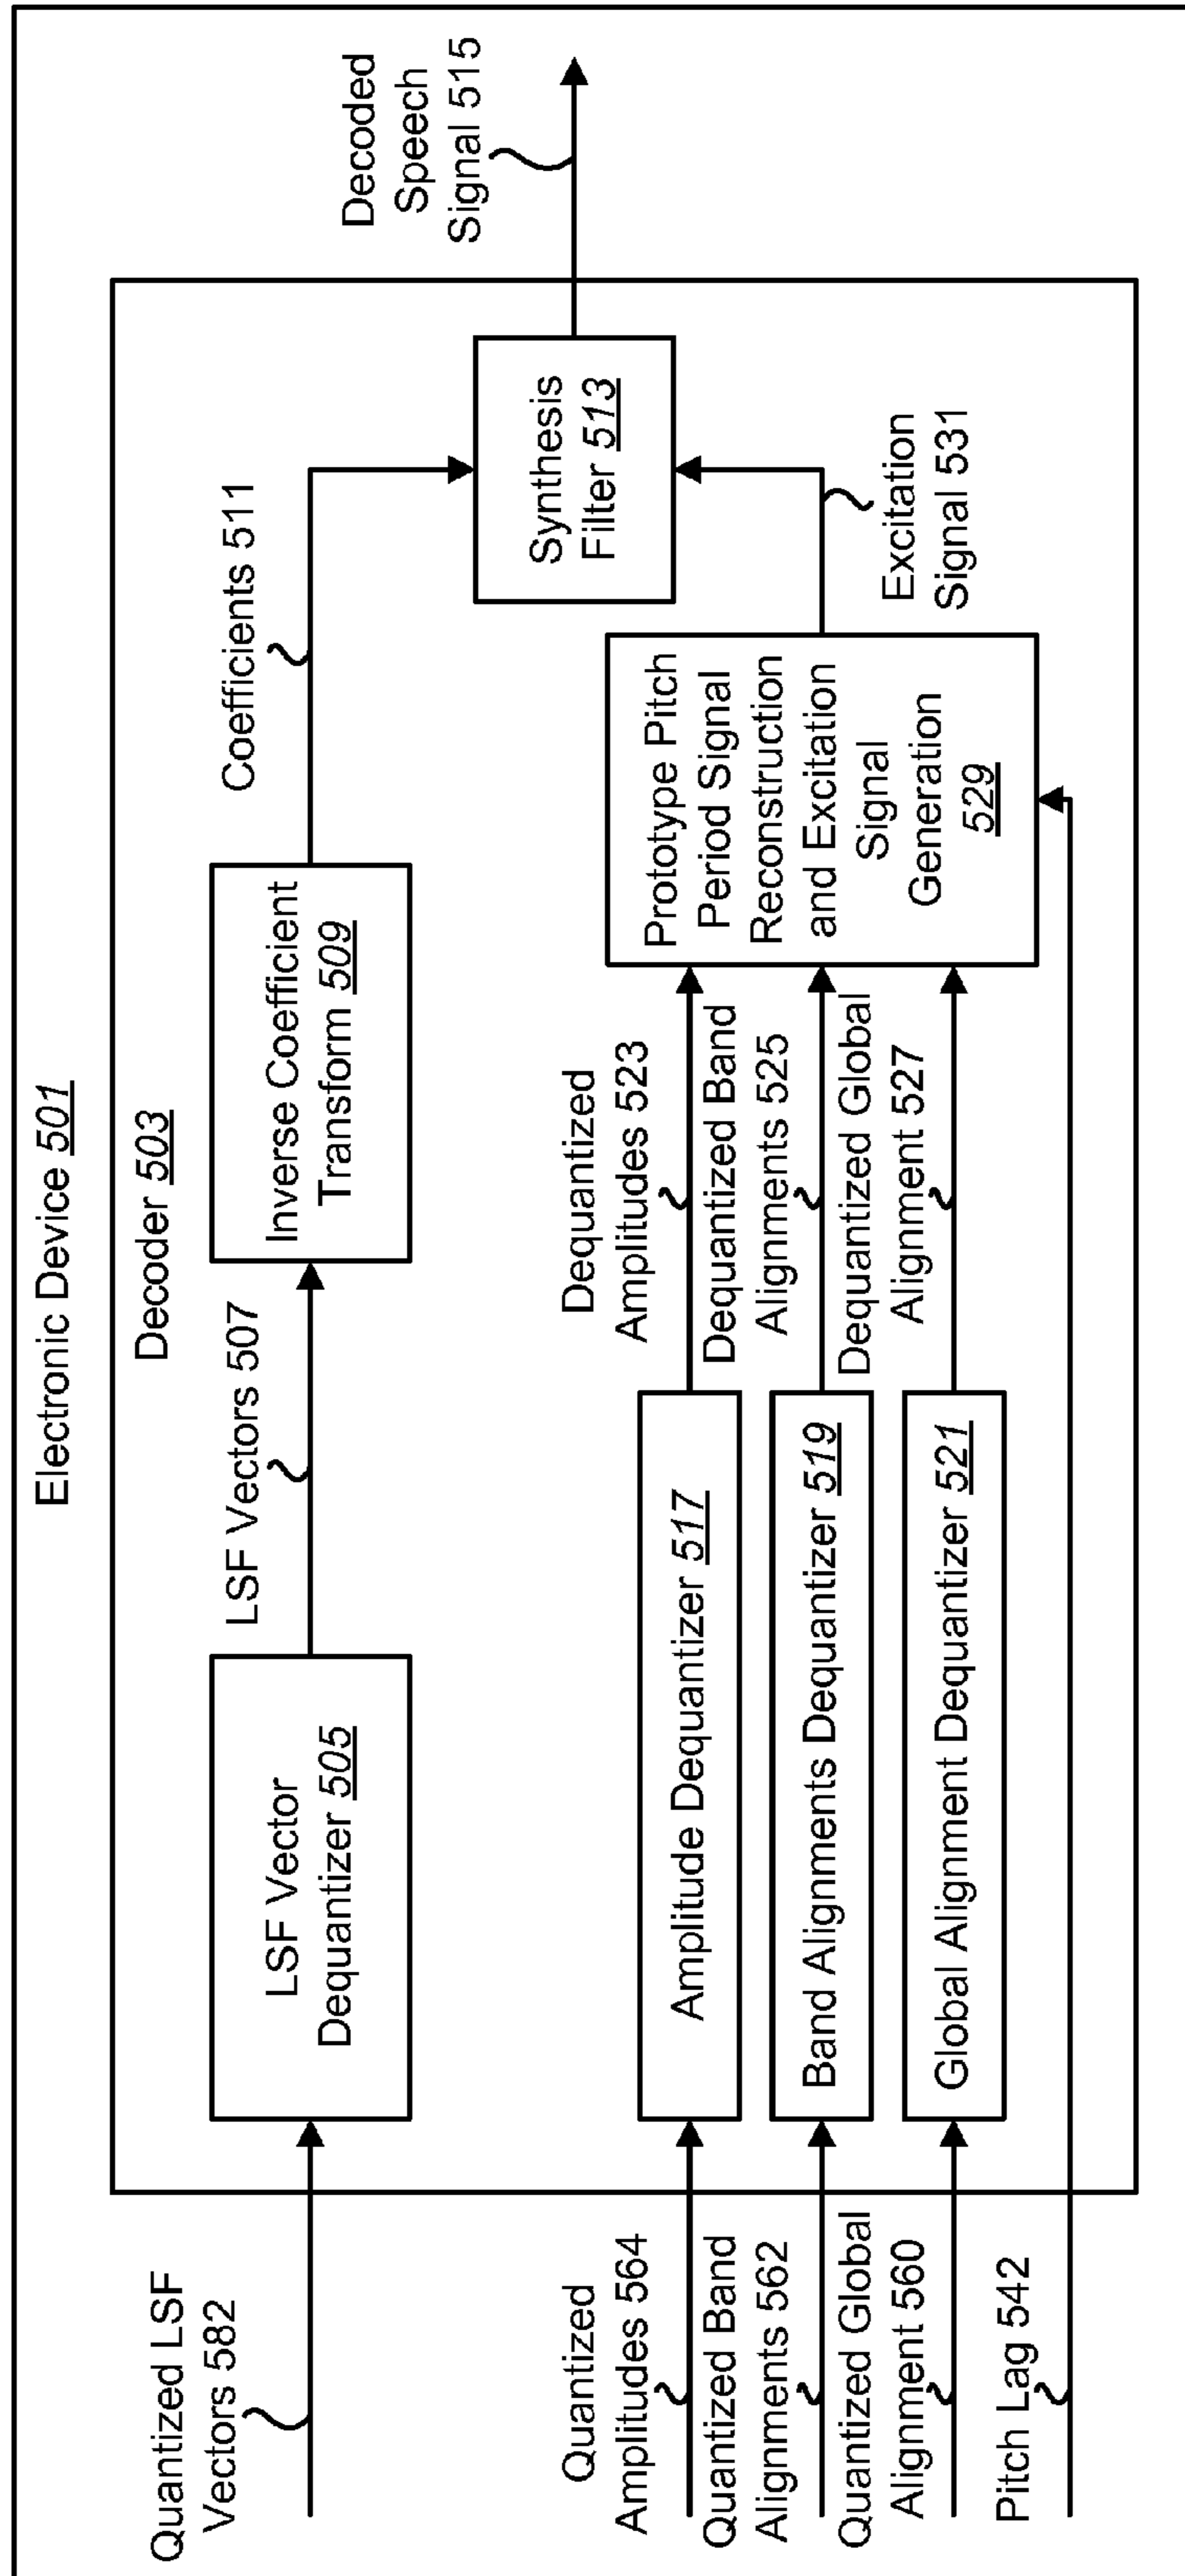 Electronic Device 501
Decoder 503
Quantized LSF
Vectors 582
LSF Vector
Dequantizer 505
LSF Vectors 507
Inverse Coefficient
Transform 509
Coefficients 511
Synthesis
Filter 513
Decoded
Speech
Signal 515
Quantized
Amplitudes 564
Quantized Band
Alignments 562
Quantized Global
Alignment 560
Pitch Lag 542
Amplitude Dequantizer 517
Band Alignments Dequantizer 519
Global Alignment Dequantizer 521
Dequantized
Amplitudes 523
Dequantized Band
Alignments 525
Dequantized Global
Alignment 527
Prototype Pitch
Period Signal
Reconstruction
and Excitation
Signal
Generation
529
Excitation
Signal 531